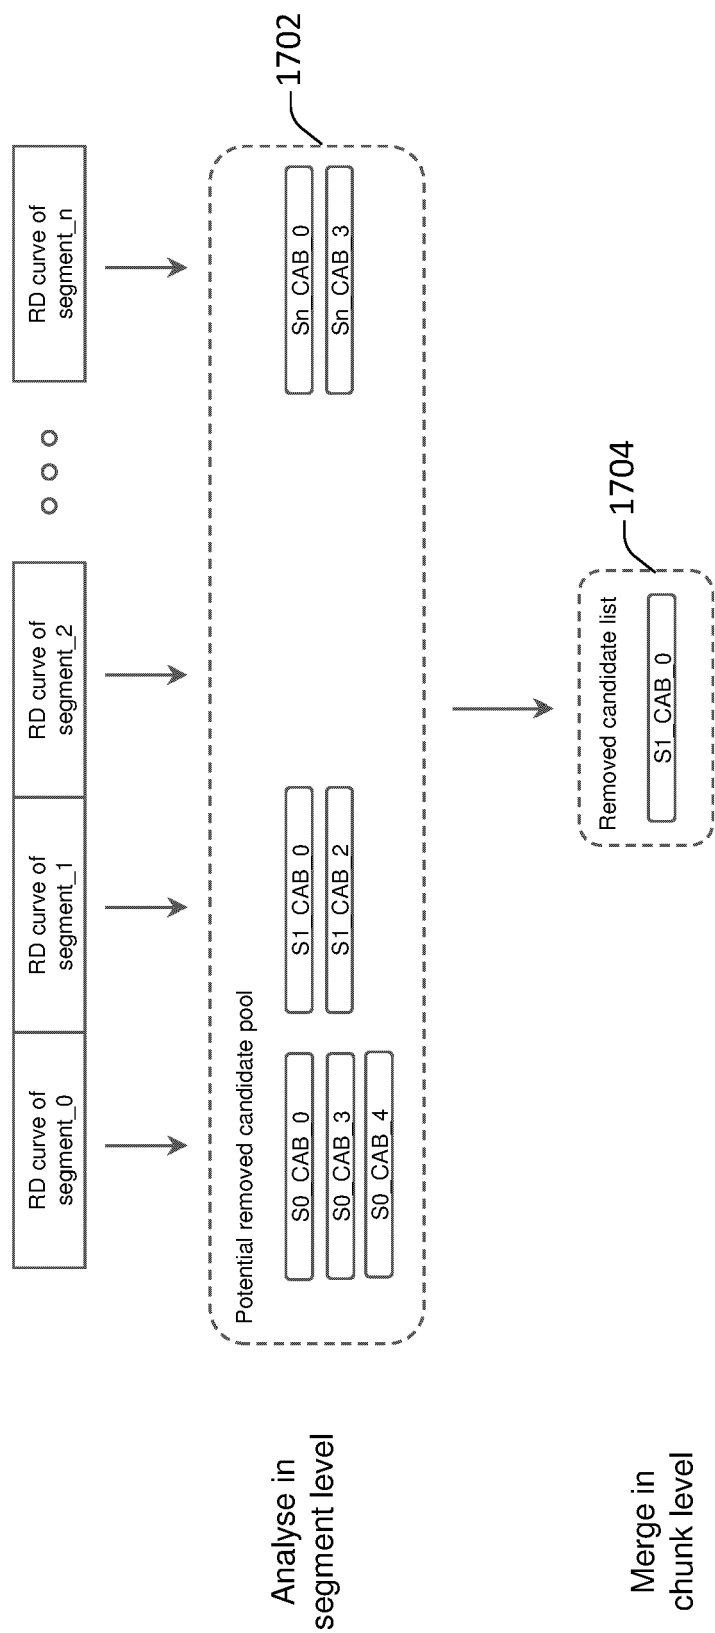 RD curve of
segment_0
RD curve of
segment_1
RD curve of
segment_2
RD curve of
segment_n
Analyse in
segment level
Potential removed candidate pool
1702
S0_CAB_0
S0_CAB_3
S0_CAB_4
S1_CAB_0
S1_CAB_2
Sn_CAB_0
Sn_CAB_3
Merge in
chunk level
Removed candidate list
1704
S1_CAB_0